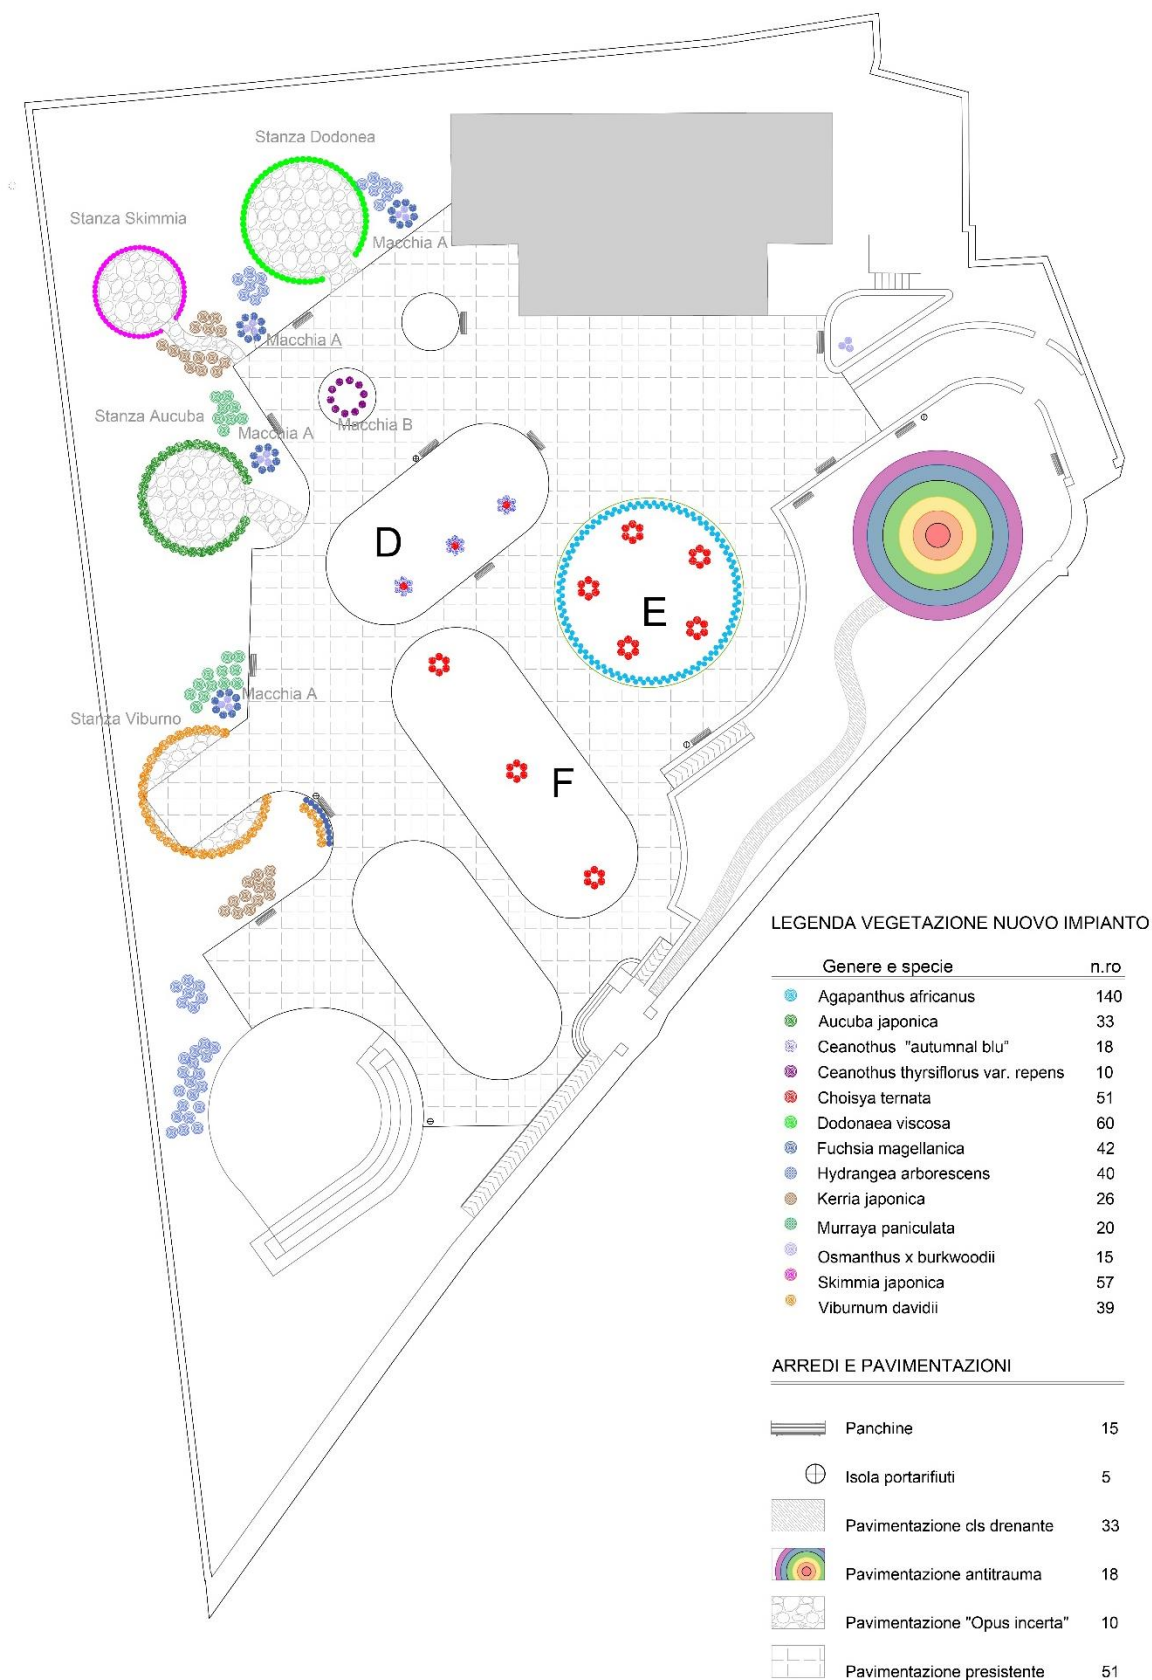 Stanza Dodonea
Stanza Skimmia
Macchia A
Macchia A
Stanza Aucuba
Macchia B
Macchia A
D
E
Macchia A
Stanza Viburno
F
LEGENDA VEGETAZIONE NUOVO IMPIANTO
Genere e specie n.ro
Agapanthus africanus 140
Aucuba japonica 33
Ceanothus "autumnal blu" 18
Ceanothus thyrsiflorus var. repens 10
Choisya ternata 51
Dodonaea viscosa 60
Fuchsia magellanica 42
Hydrangea arborescens 40
Kerria japonica 26
Murraya paniculata 20
Osmanthus x burkwoodii 15
Skimmia japonica 57
Viburnum davidii 39
ARREDI E PAVIMENTAZIONI
Panchine 15
Isola portarifiuti 5
Pavimentazione cls drenante 33
Pavimentazione antitrauma 18
Pavimentazione "Opus incerta" 10
Pavimentazione presistente 51